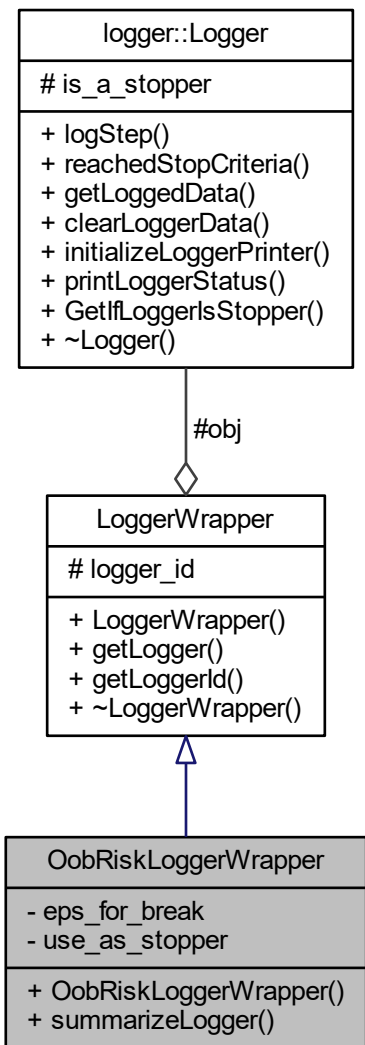 logger::Logger
# is_a_stopper
+ logStep()
+ reachedStopCriteria()
+ getLoggedData()
+ clearLoggerData()
+ initializeLoggerPrinter()
+ printLoggerStatus()
+ GetIfLoggerIsStopper()
+ ~Logger()
#obj
LoggerWrapper
# logger_id
+ LoggerWrapper()
+ getLogger()
+ getLoggerId()
+ ~LoggerWrapper()
OobRiskLoggerWrapper
- eps_for_break
- use_as_stopper
+ OobRiskLoggerWrapper()
+ summarizeLogger()